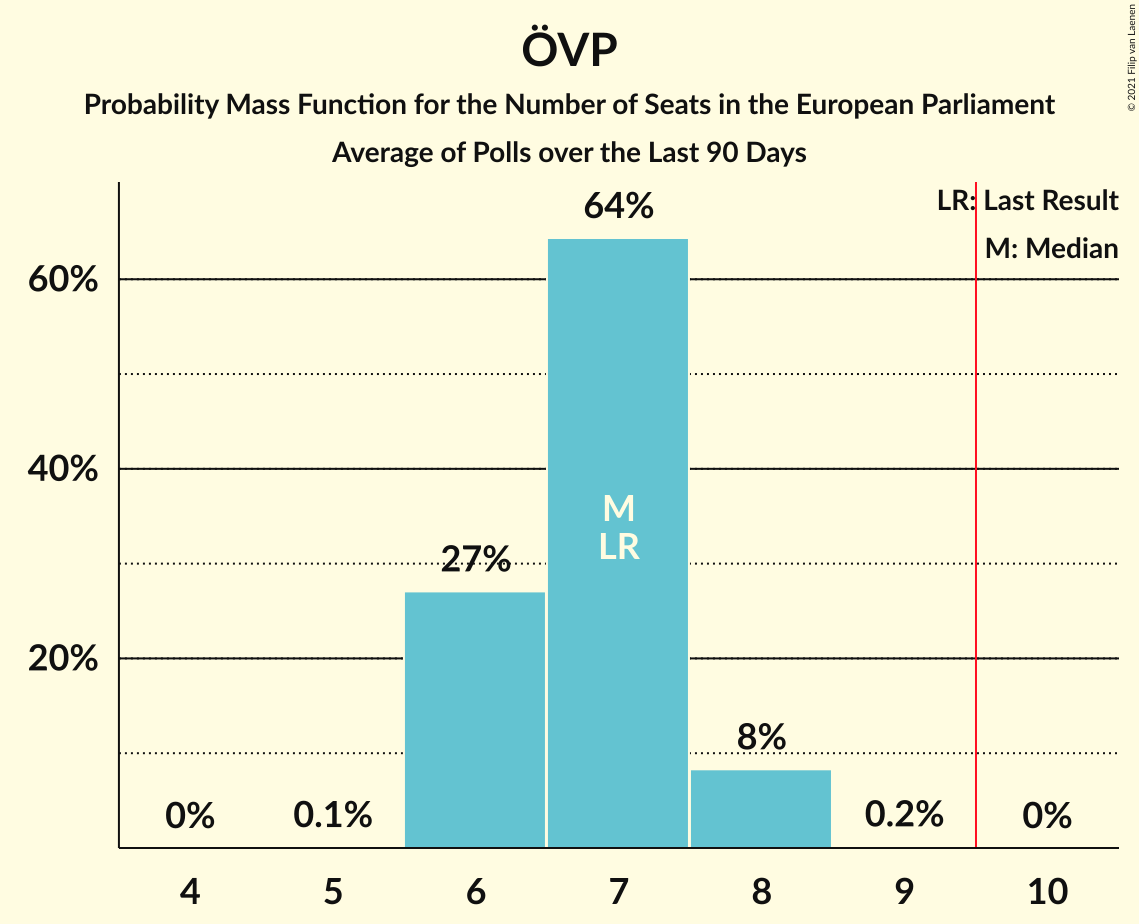 ÖVP
Probability Mass Function for the Number of Seats in the European Parliament
Average of Polls over the Last 90 Days
© 2021 Filip van Laenen
LR: Last Result
M: Median
64%
60%
40%
M
LR
27%
20%
8%
0%
0.1%
0.2%
0%
4
5
6
7
8
9
10